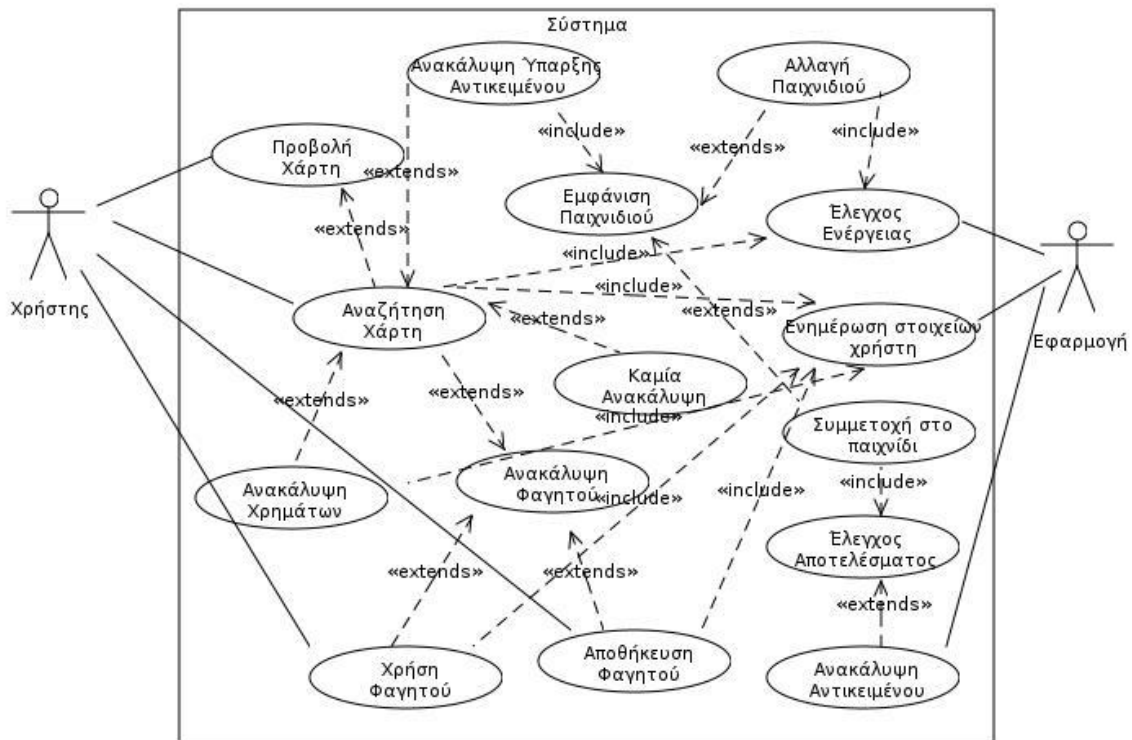 Σύστημα
Ανακάλυψη Ύπαρξης
Αντικειμένου
Αλλαγή
Παιχνιδιού
«include»
«include»
«extends»
Προβολή
Χάρτη
«extends»
Εμφάνιση
Παιχνιδιού
Έλεγχος
Ενέργειας
«extends»
«include»
«include»
Χρήστης
Αναζήτηση
Χάρτη
«extends»
«extends»
Ενημέρωση στοιχείων
χρήστη
Εφαρμογή
Καμία
Ανακάλυψη
«extends»
«extends»
«include»
Συμμετοχή στο
παιχνίδι
Ανακάλυψη
Χρημάτων
Ανακάλυψη
Φαγητού
«include»
«include»
«include»
Έλεγχος
Αποτελέσματος
«extends»
«extends»
«extends»
Χρήση
Φαγητού
Αποθήκευση
Φαγητού
Ανακάλυψη
Αντικειμένου